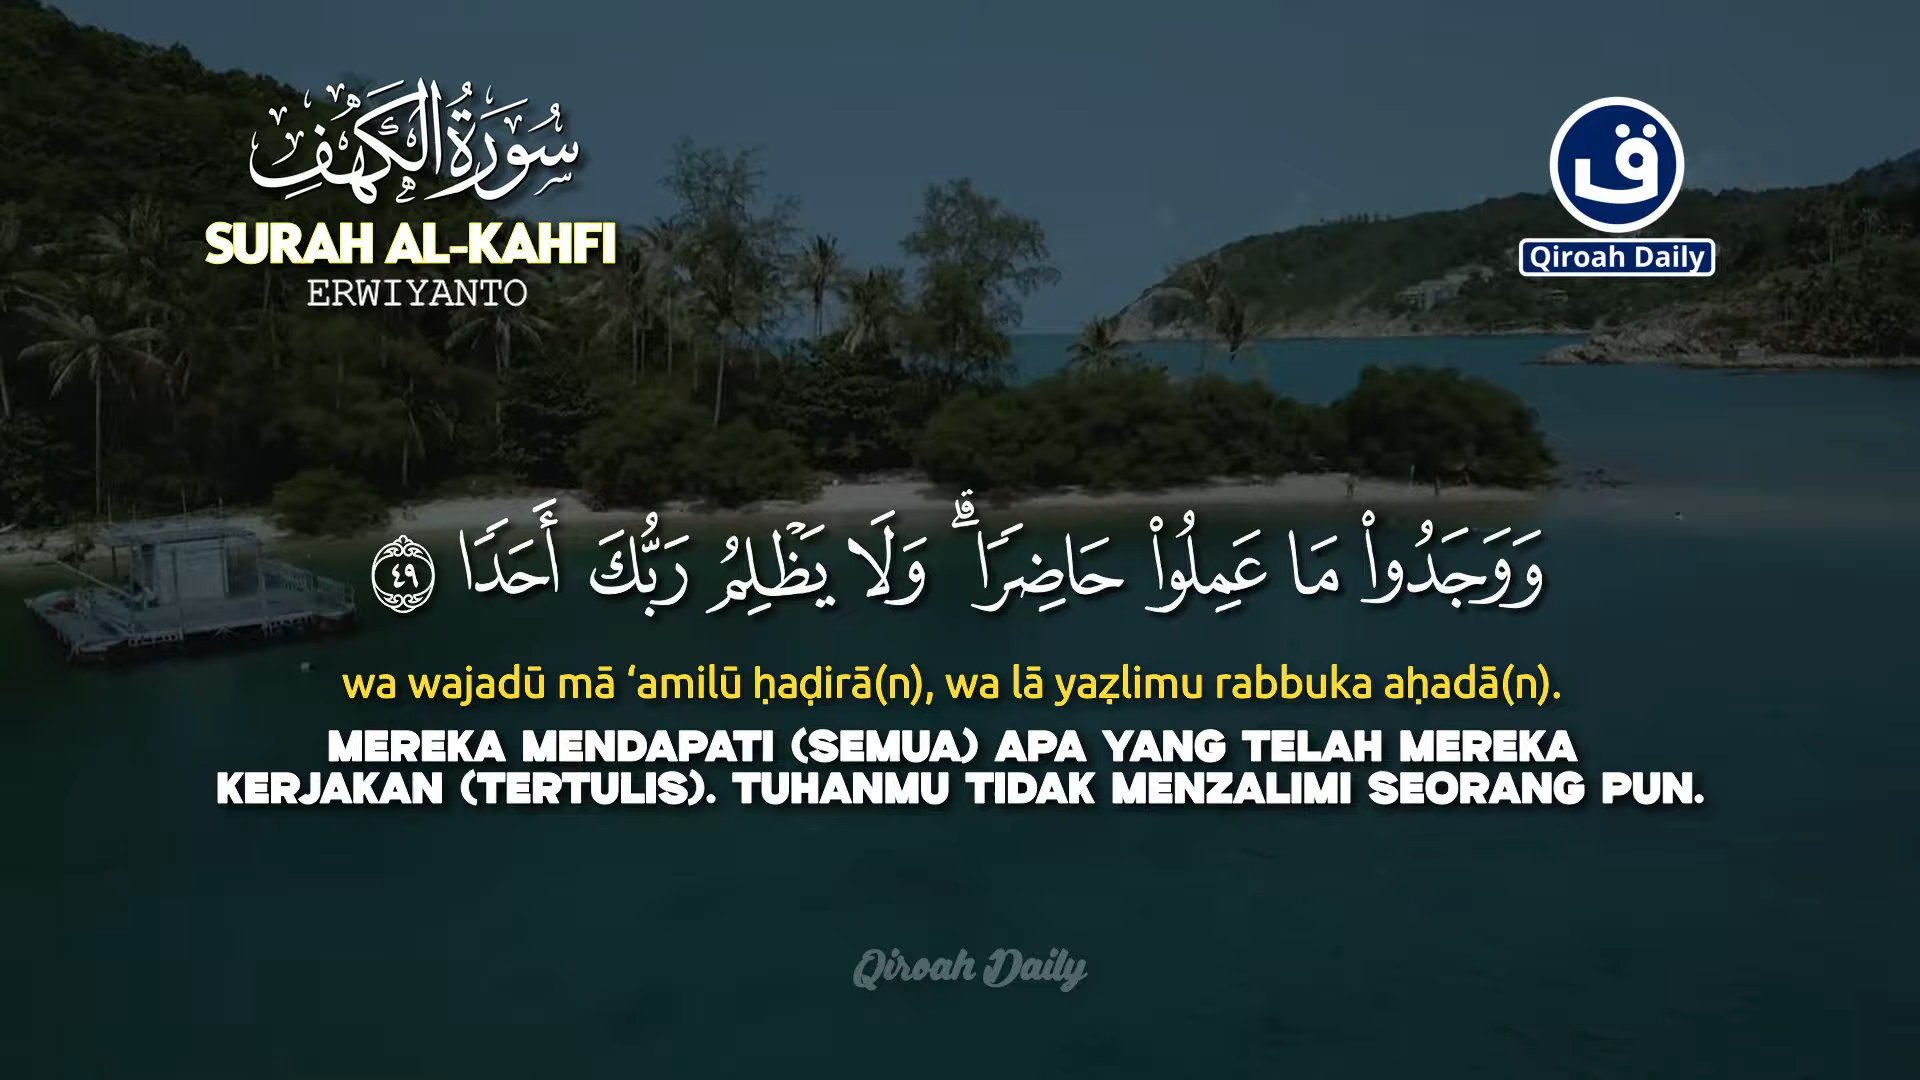 سُورَةُ الكَهْفِ
SURAH AL-KAHFI
ERWIYANTO
ق
Qiroah Daily
وَوَجَدُوا۟ مَا عَمِلُوا۟ حَاضِرًۭا ۗ وَلَا يَظْلِمُ رَبُّكَ أَحَدًۭا ٤٩
wa wajadū mā ‘amilū ḥaḍirā(n), wa lā yaẓlimu rabbuka aḥadā(n).
MEREKA MENDAPATI (SEMUA) APA YANG TELAH MEREKA
KERJAKAN (TERTULIS). TUHANMU TIDAK MENZALIMI SEORANG PUN.
Qiroah Daily